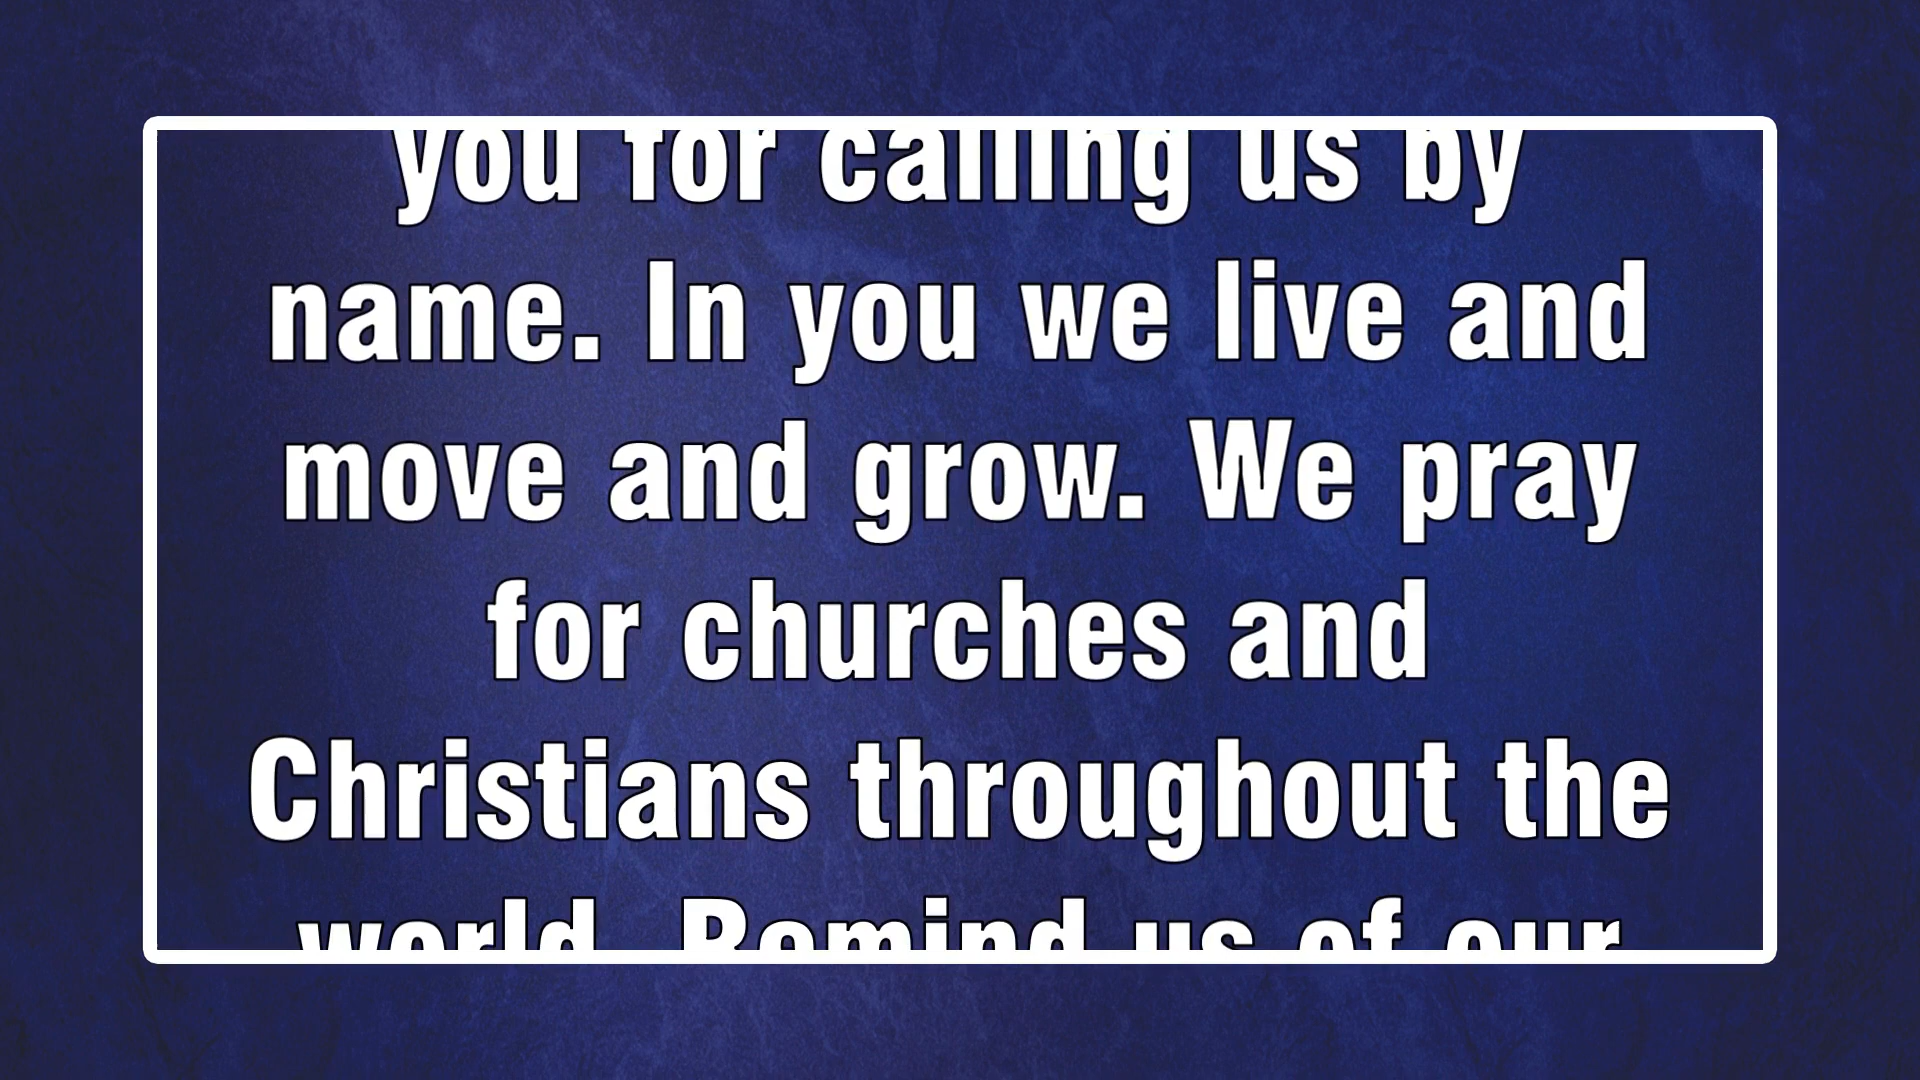 you for calling us by
name. In you we live and
move and grow. We pray
for churches and
Christians throughout the
world. Remind us of our